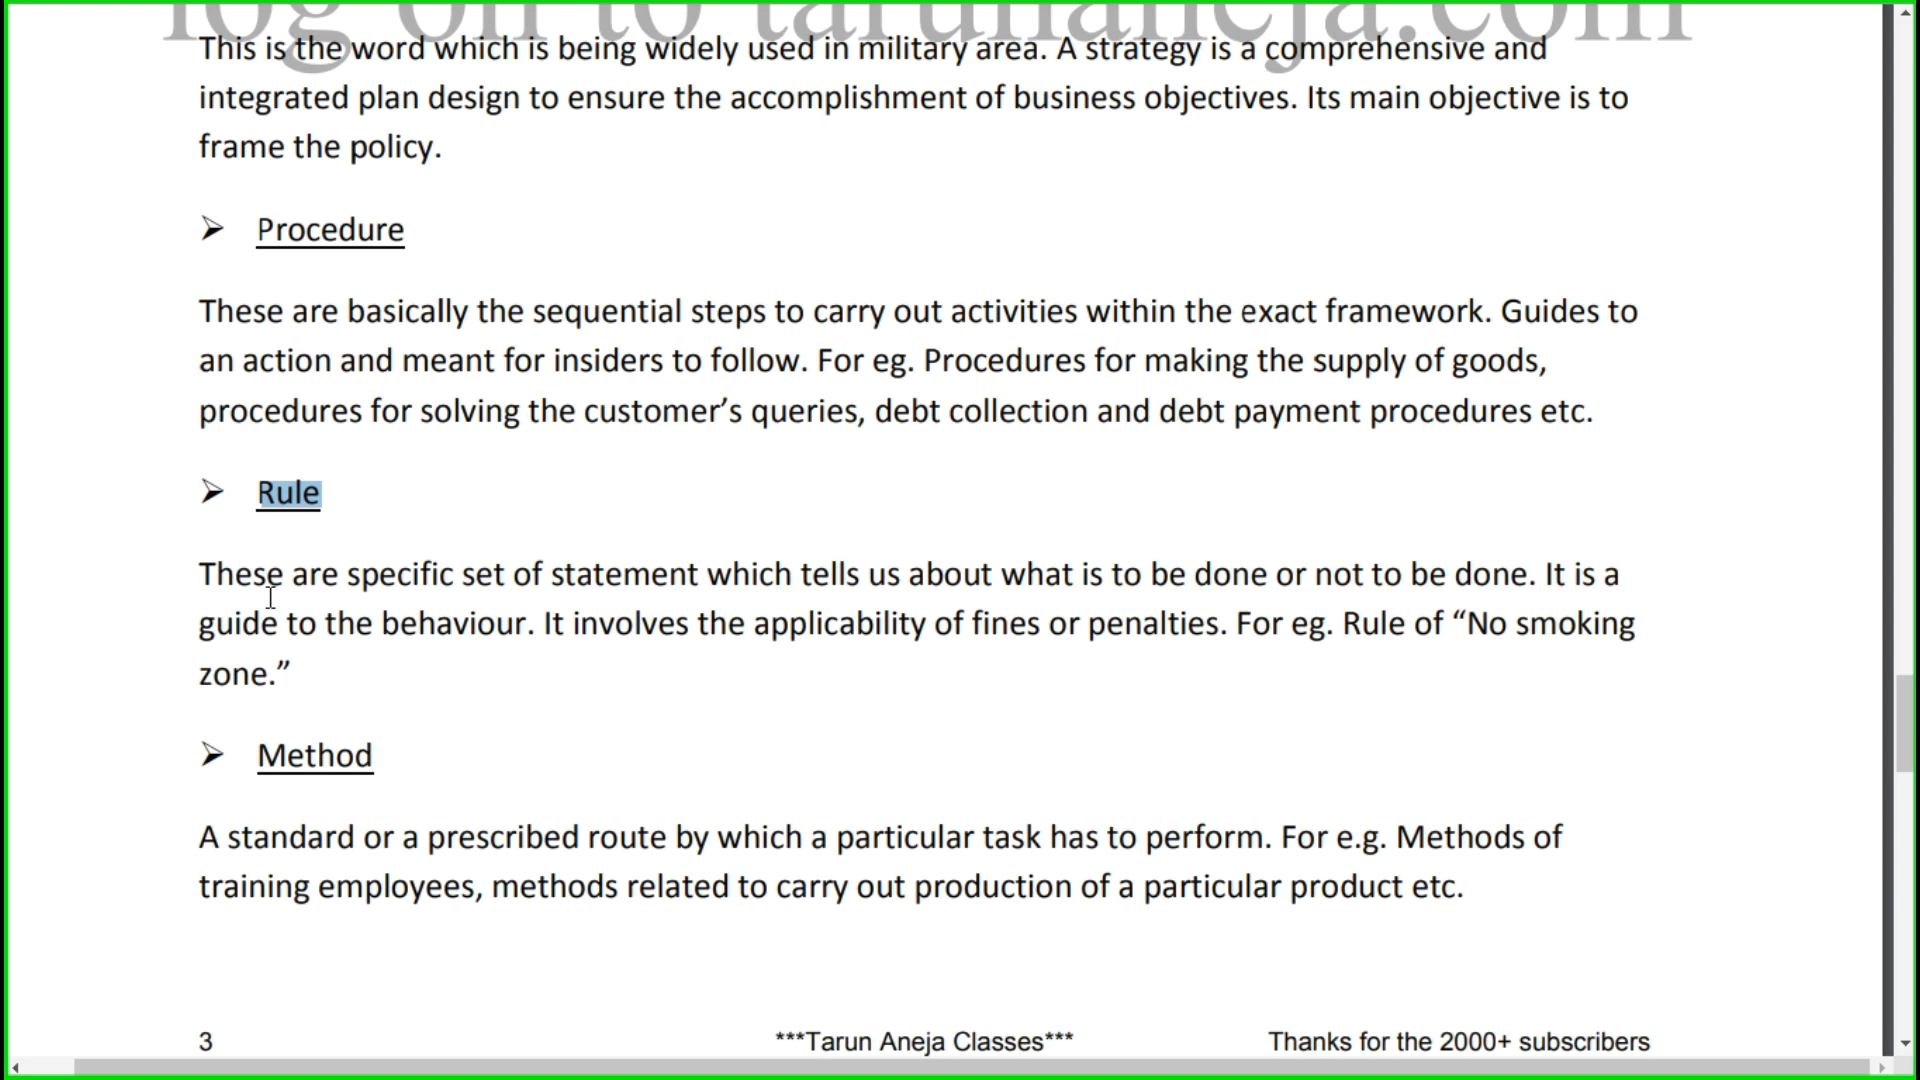 log on to tarunaneja.com
This is the word which is being widely used in military area. A strategy is a comprehensive and
integrated plan design to ensure the accomplishment of business objectives. Its main objective is to
frame the policy.
Procedure
These are basically the sequential steps to carry out activities within the exact framework. Guides to
an action and meant for insiders to follow. For eg. Procedures for making the supply of goods,
procedures for solving the customer’s queries, debt collection and debt payment procedures etc.
Rule
These are specific set of statement which tells us about what is to be done or not to be done. It is a
guide to the behaviour. It involves the applicability of fines or penalties. For eg. Rule of “No smoking
zone.”
Method
A standard or a prescribed route by which a particular task has to perform. For e.g. Methods of
training employees, methods related to carry out production of a particular product etc.
3 ***Tarun Aneja Classes*** Thanks for the 2000+ subscribers